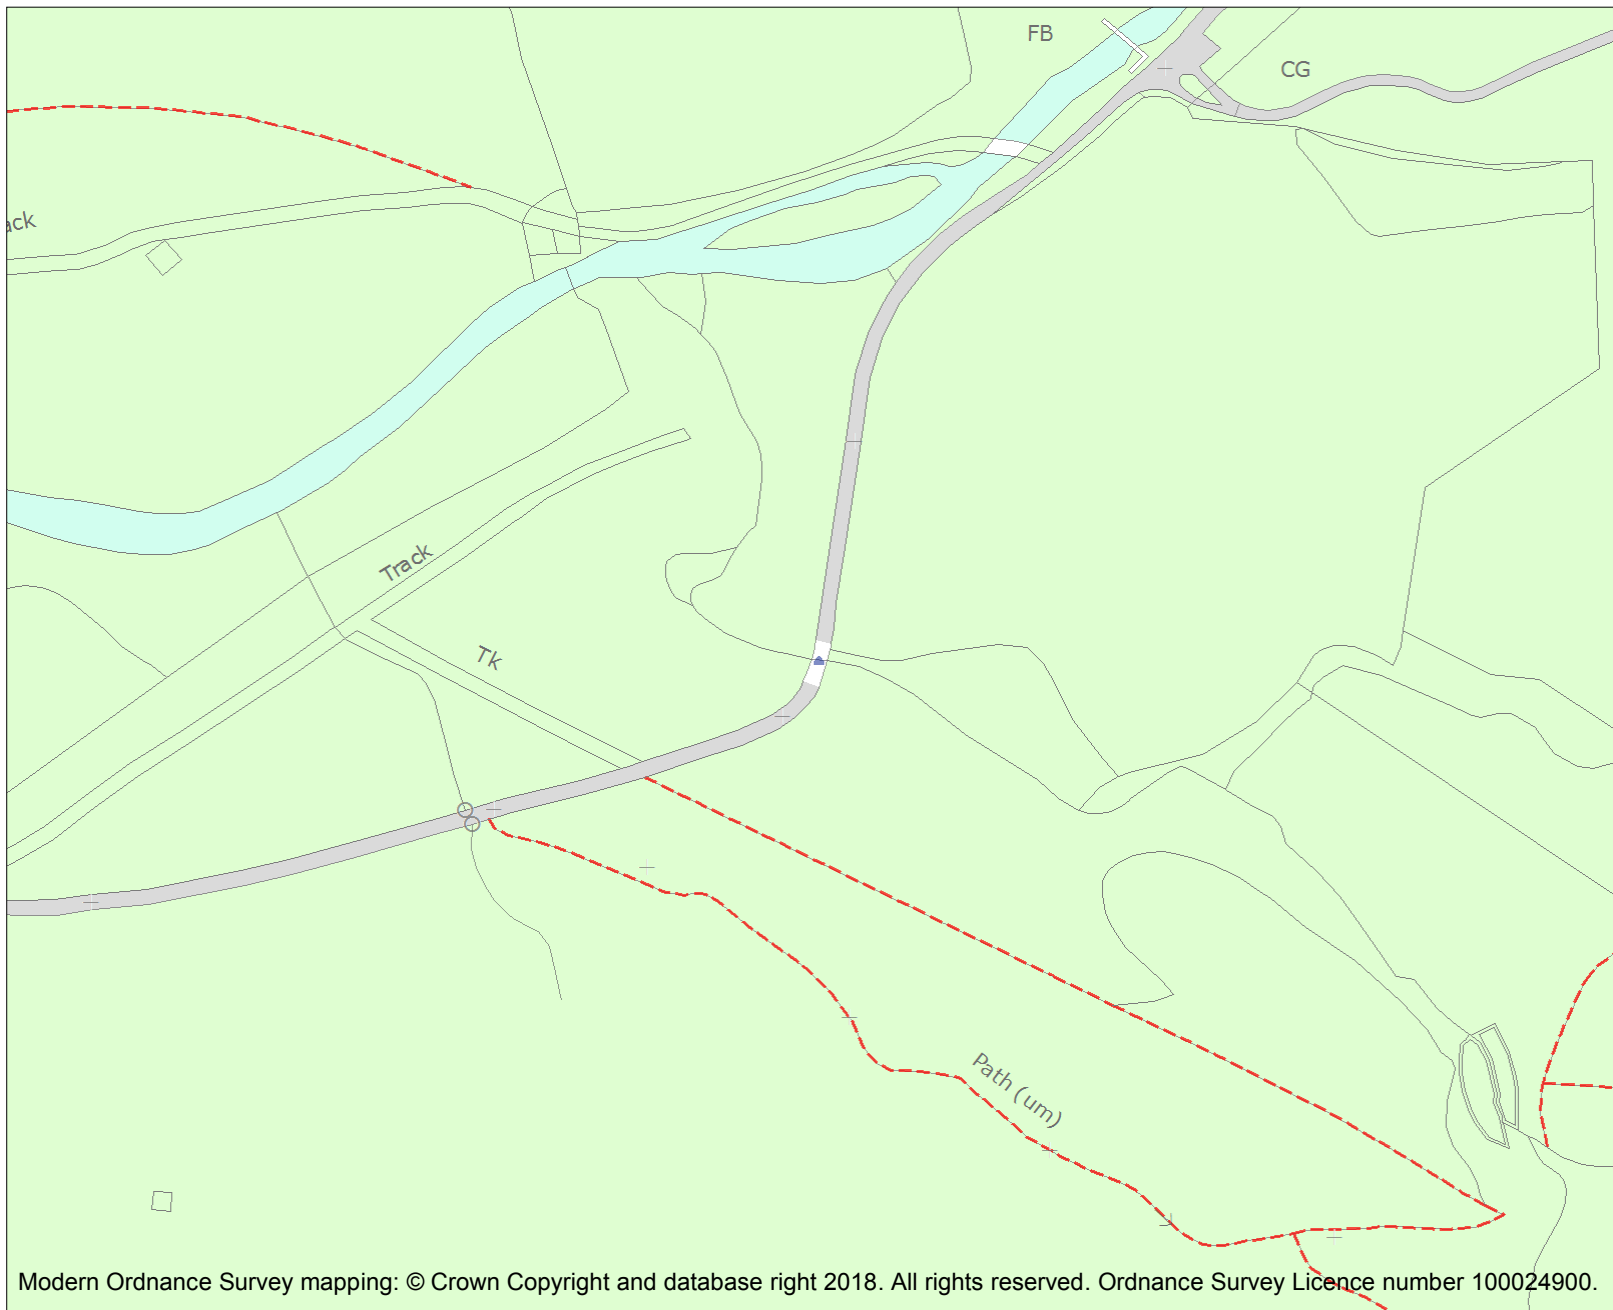 FB
CG
ack
Track
Tk
Path (um)
Modern Ordnance Survey mapping: © Crown Copyright and database right 2018. All rights reserved. Ordnance Survey Licence number 100024900.